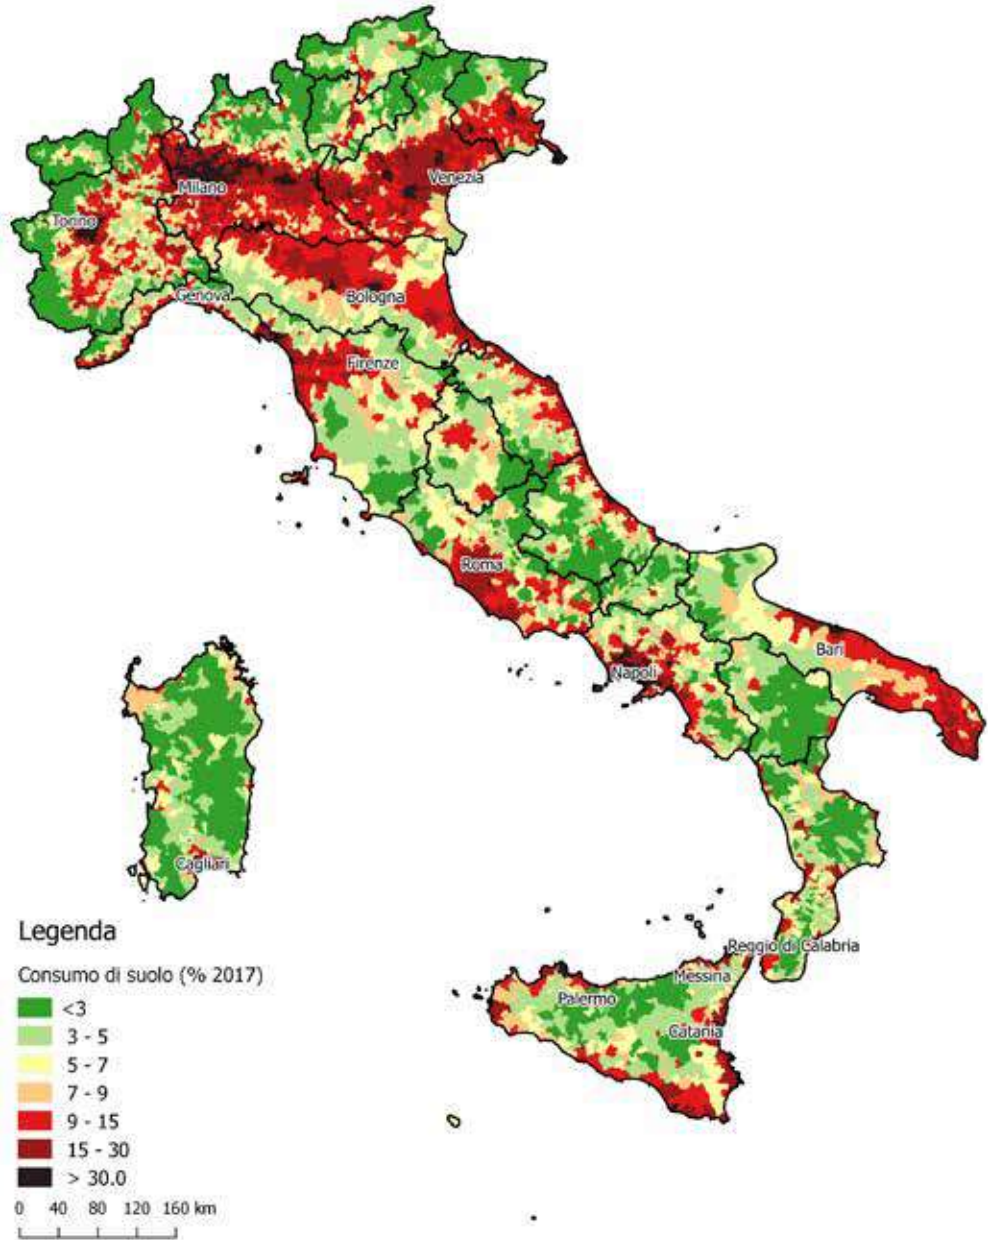 Venezia
Milano
Torino
Genova
Bologna
Firenze
Roma
Bari
Napoli
Cagliari
Legenda
Reggio di Calabria
Consumo di suolo (% 2017)
Messina
Palermo
Catania
<3
3 - 5
5 - 7
7 - 9
9 - 15
15 - 30
> 30.0
0 40 80 120 160 km